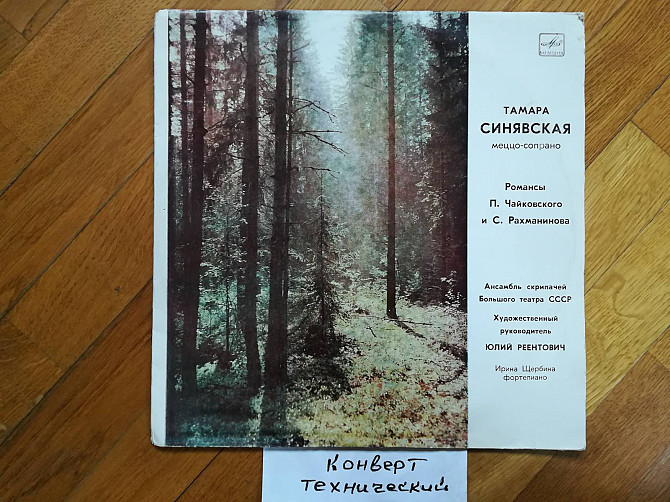 ТАМАРА
СИНЯВСКАЯ
меццо-сопрано
Романсы
П. Чайковского
и С. Рахманинова
Ансамбль скрипачей
Большого театра СССР
Художественный
руководитель
ЮЛИЙ РЕЕНТОВИЧ
Ирина Щербина
фортепиано
Конверт
технический